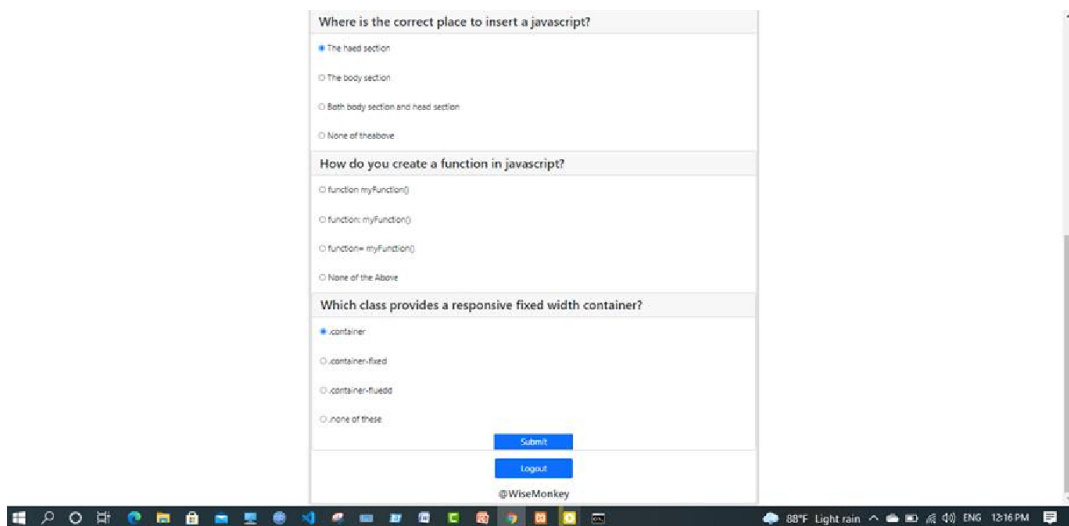 Where is the correct place to insert a javascript?
The haed section
The body section
Both body section and head section
None of theabove
How do you create a function in javascript?
function myFunction()
function: myFunction()
function= myFunction()
None of the Above
Which class provides a responsive fixed width container?
.container
.container-fixed
.container-fluedd
.none of these
Submit
Logout
@WiseMonkey
88°F Light rain ENG 12:16 PM